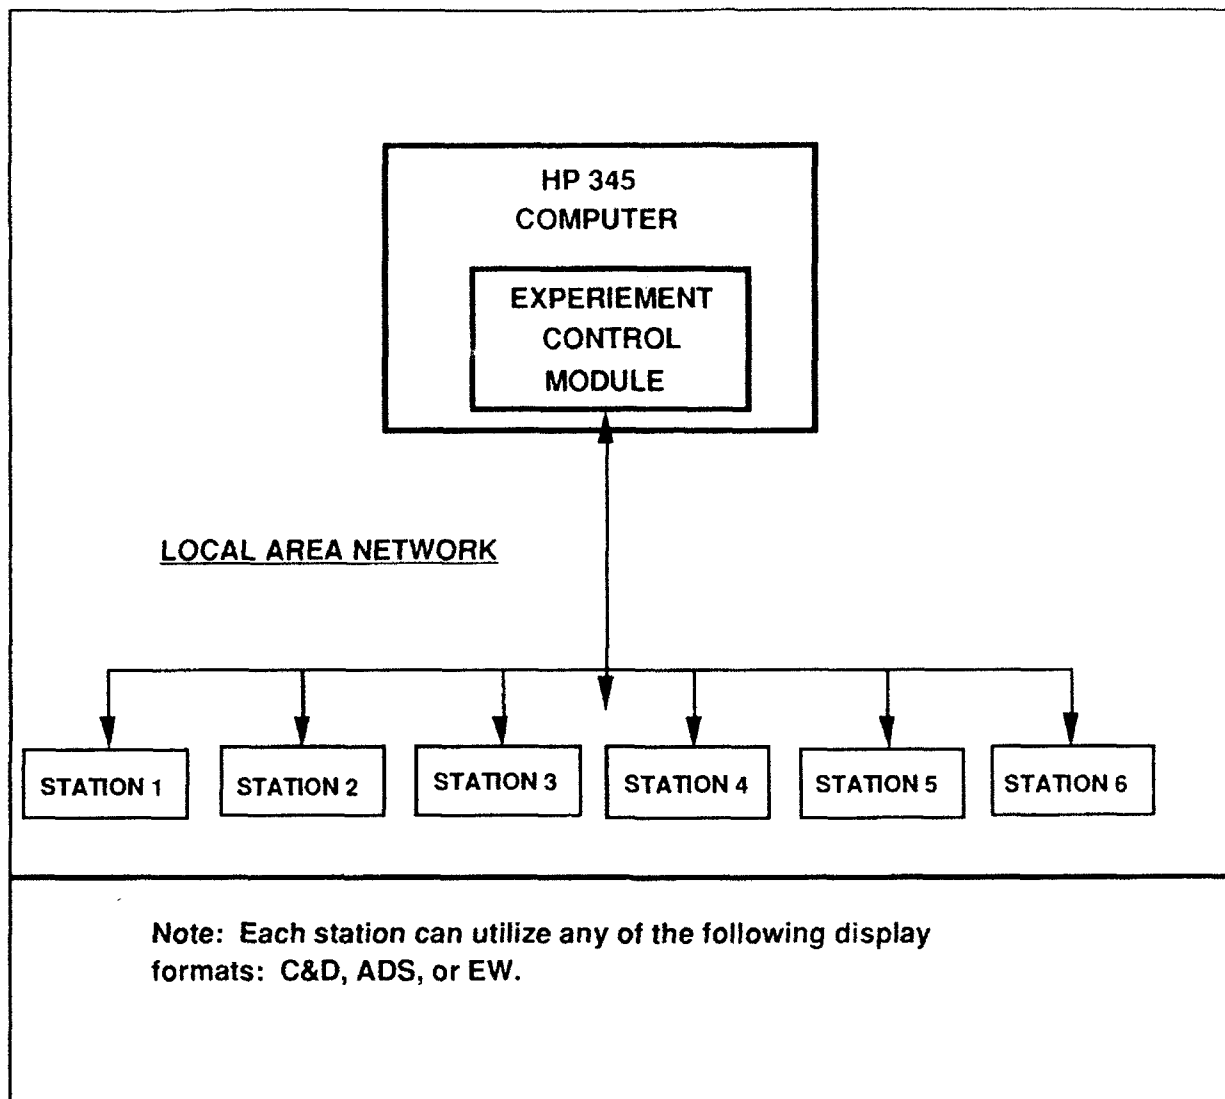 HP 345
COMPUTER
EXPERIEMENT
CONTROL
MODULE
LOCAL AREA NETWORK
STATION 1
STATION 2
STATION 3
STATION 4
STATION 5
STATION 6
Note: Each station can utilize any of the following display
formats: C&D, ADS, or EW.